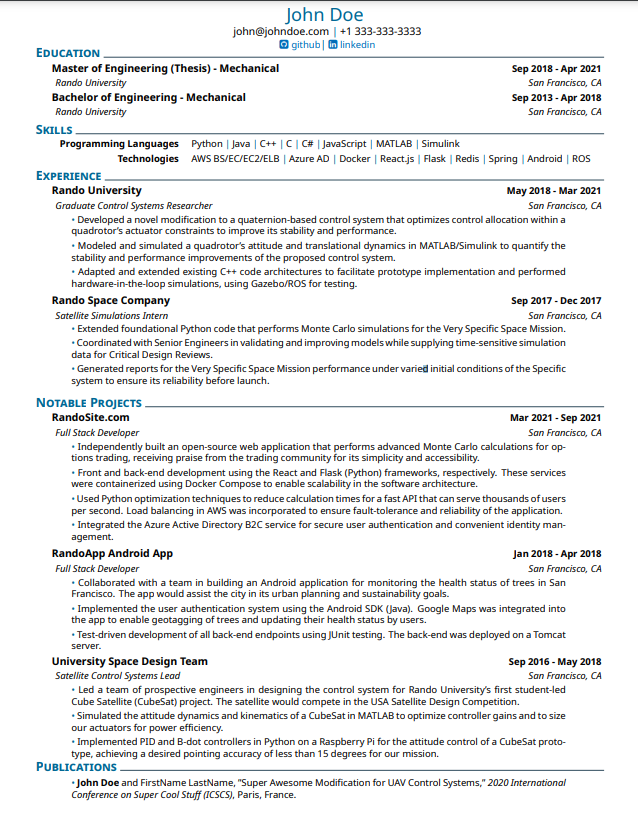 John Doe
john@johndoe.com | +1 333-333-3333
github| linkedin
EDUCATION
Master of Engineering (Thesis) - Mechanical Sep 2018 - Apr 2021
Rando University San Francisco, CA
Bachelor of Engineering - Mechanical Sep 2013 - Apr 2018
Rando University San Francisco, CA
SKILLS
Programming Languages Python | Java | C++ | C | C# | JavaScript | MATLAB | Simulink
Technologies AWS BS/EC/EC2/ELB | Azure AD | Docker | React.js | Flask | Redis | Spring | Android | ROS
EXPERIENCE
Rando University May 2018 - Mar 2021
Graduate Control Systems Researcher San Francisco, CA
• Developed a novel modification to a quaternion-based control system that optimizes control allocation within a
quadrotor's actuator constraints to improve its stability and performance.
• Modeled and simulated a quadrotor's attitude and translational dynamics in MATLAB/Simulink to quantify the
stability and performance improvements of the proposed control system.
• Adapted and extended existing C++ code architectures to facilitate prototype implementation and performed
hardware-in-the-loop simulations, using Gazebo/ROS for testing.
Rando Space Company Sep 2017 - Dec 2017
Satellite Simulations Intern San Francisco, CA
• Extended foundational Python code that performs Monte Carlo simulations for the Very Specific Space Mission.
• Coordinated with Senior Engineers in validating and improving models while supplying time-sensitive simulation
data for Critical Design Reviews.
• Generated reports for the Very Specific Space Mission performance under varied initial conditions of the Specific
system to ensure its reliability before launch.
NOTABLE PROJECTS
RandoSite.com Mar 2021 - Sep 2021
Full Stack Developer San Francisco, CA
• Independently built an open-source web application that performs advanced Monte Carlo calculations for op-
tions trading, receiving praise from the trading community for its simplicity and accessibility.
• Front and back-end development using the React and Flask (Python) frameworks, respectively. These services
were containerized using Docker Compose to enable scalability in the software architecture.
• Used Python optimization techniques to reduce calculation times for a fast API that can serve thousands of users
per second. Load balancing in AWS was incorporated to ensure fault-tolerance and reliability of the application.
• Integrated the Azure Active Directory B2C service for secure user authentication and convenient identity man-
agement.
RandoApp Android App Jan 2018 - Apr 2018
Full Stack Developer San Francisco, CA
• Collaborated with a team in building an Android application for monitoring the health status of trees in San
Francisco. The app would assist the city in its urban planning and sustainability goals.
• Implemented the user authentication system using the Android SDK (Java). Google Maps was integrated into
the app to enable geotagging of trees and updating their health status by users.
• Test-driven development of all back-end endpoints using JUnit testing. The back-end was deployed on a Tomcat
server.
University Space Design Team Sep 2016 - May 2018
Satellite Control Systems Lead San Francisco, CA
• Led a team of prospective engineers in designing the control system for Rando University's first student-led
Cube Satellite (CubeSat) project. The satellite would compete in the USA Satellite Design Competition.
• Simulated the attitude dynamics and kinematics of a CubeSat in MATLAB to optimize controller gains and to size
our actuators for power efficiency.
• Implemented PID and B-dot controllers in Python on a Raspberry Pi for the attitude control of a CubeSat proto-
type, achieving a desired pointing accuracy of less than 15 degrees for our mission.
PUBLICATIONS
• John Doe and FirstName LastName, "Super Awesome Modification for UAV Control Systems," 2020 International
Conference on Super Cool Stuff (ICSCS), Paris, France.